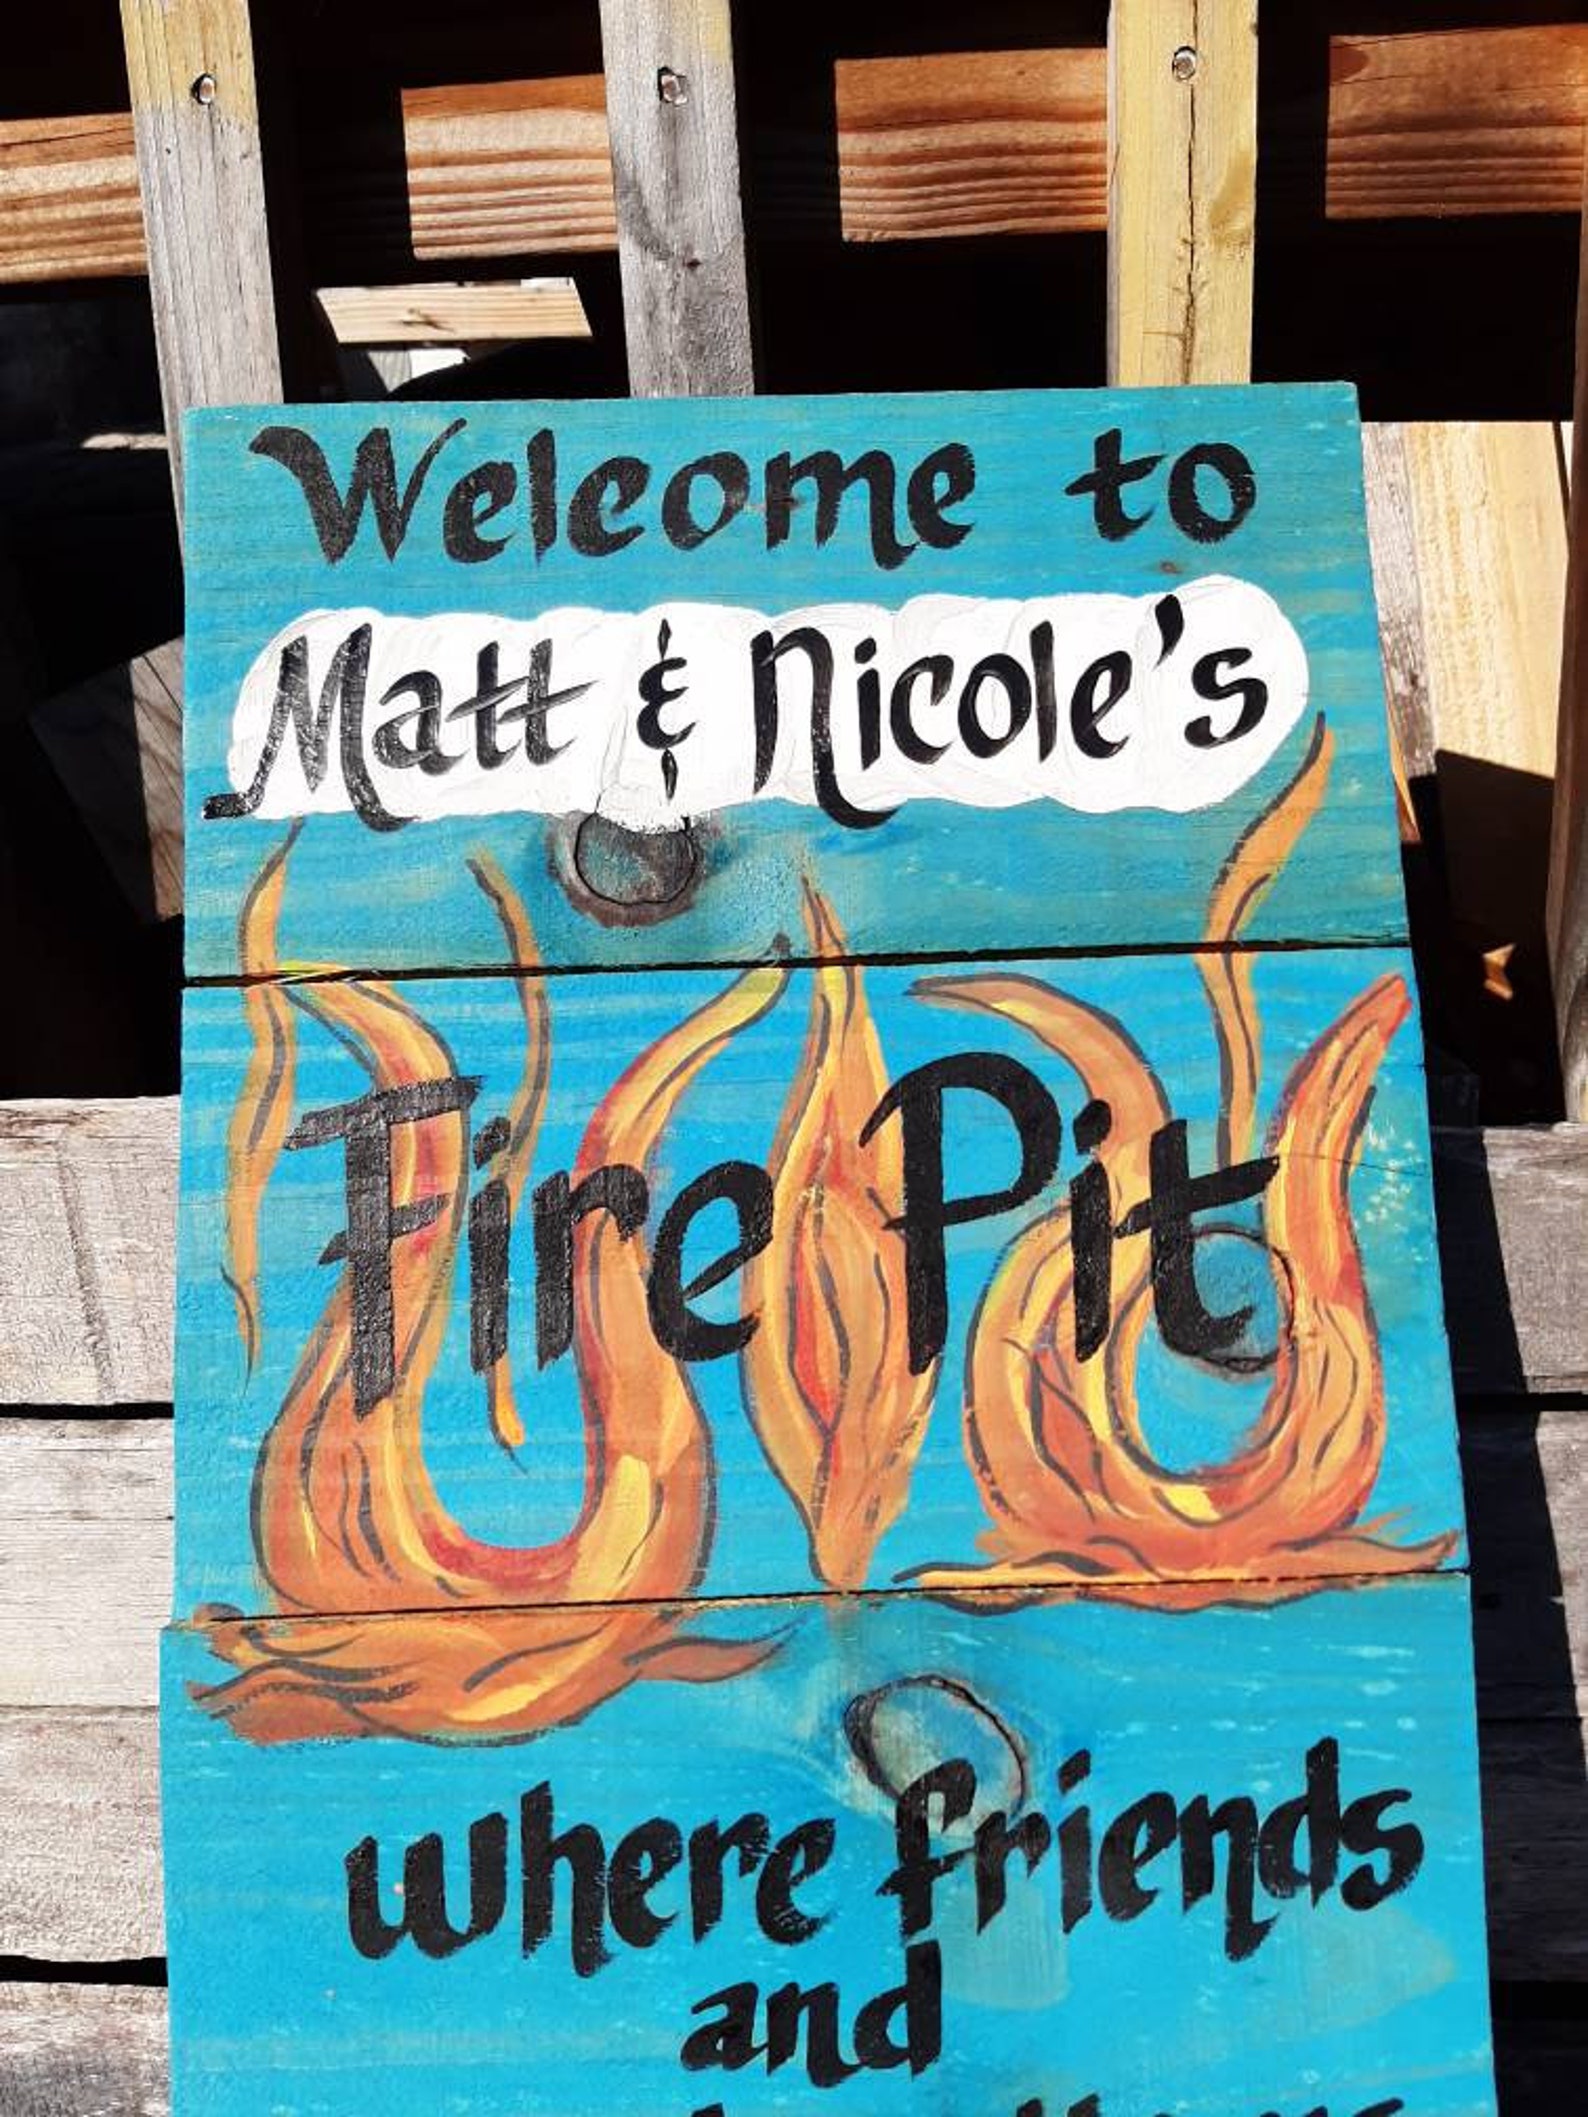 Welcome to
Matt & Nicole's
Fire Pit
where friends
and